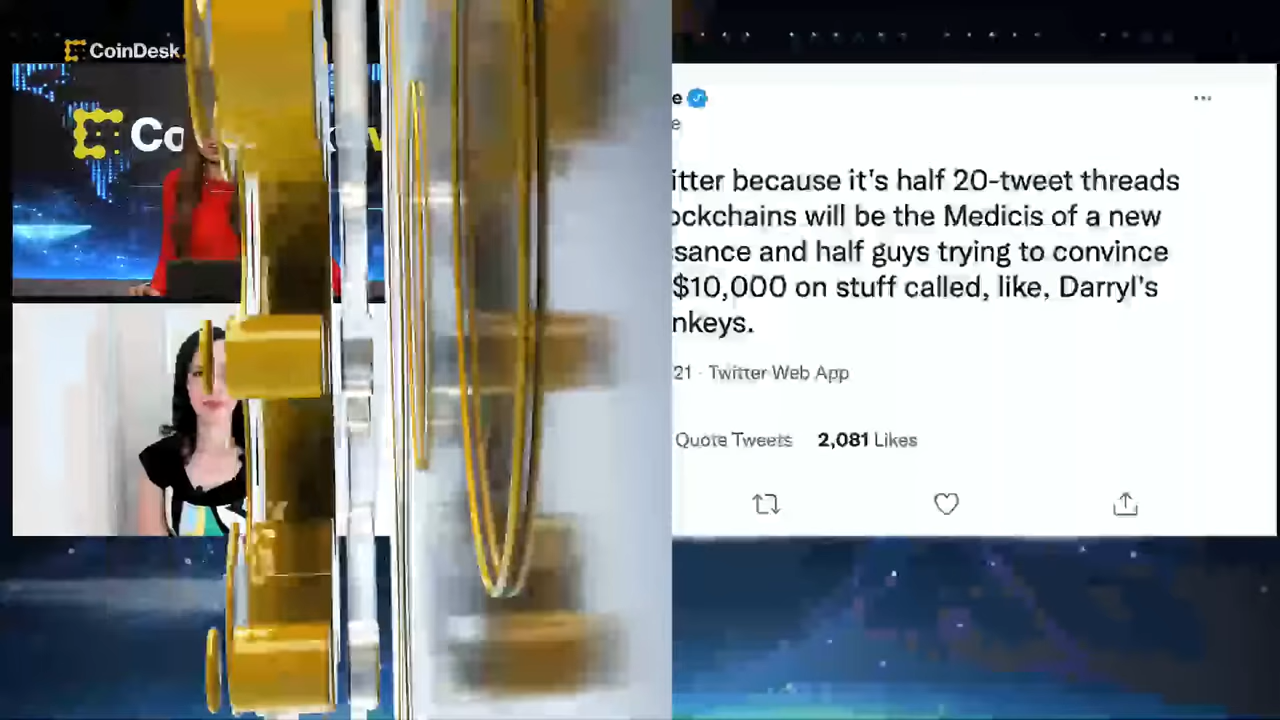 CoinDesk
Co
e
e
itter because it's half 20-tweet threads
ockchains will be the Medicis of a new
ssance and half guys trying to convince
$10,000 on stuff called, like, Darryl's
nkeys.
21 · Twitter Web App
Quote Tweets 2,081 Likes